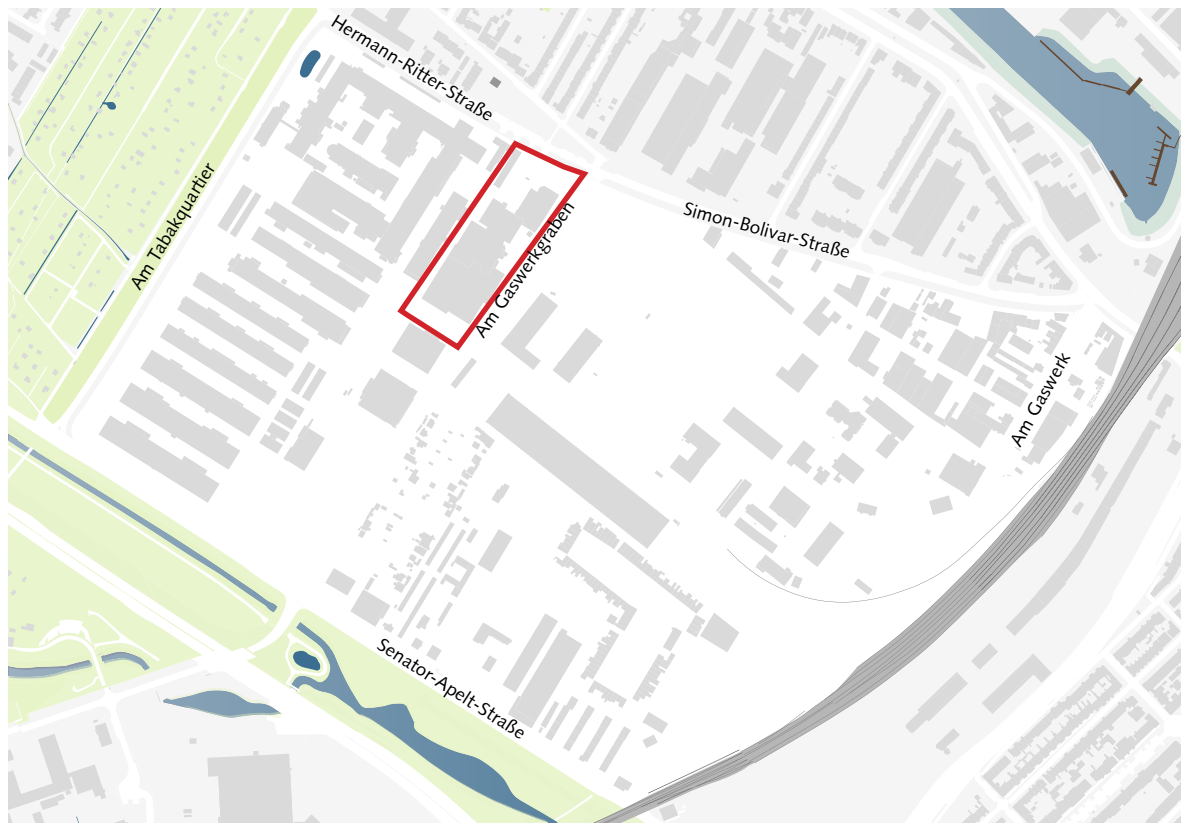 Hermann-Ritter-Straße
Am Tabakquartier
Am Gaswerkgraben
Simon-Bolivar-Straße
Am Gaswerk
Senator-Apelt-Straße